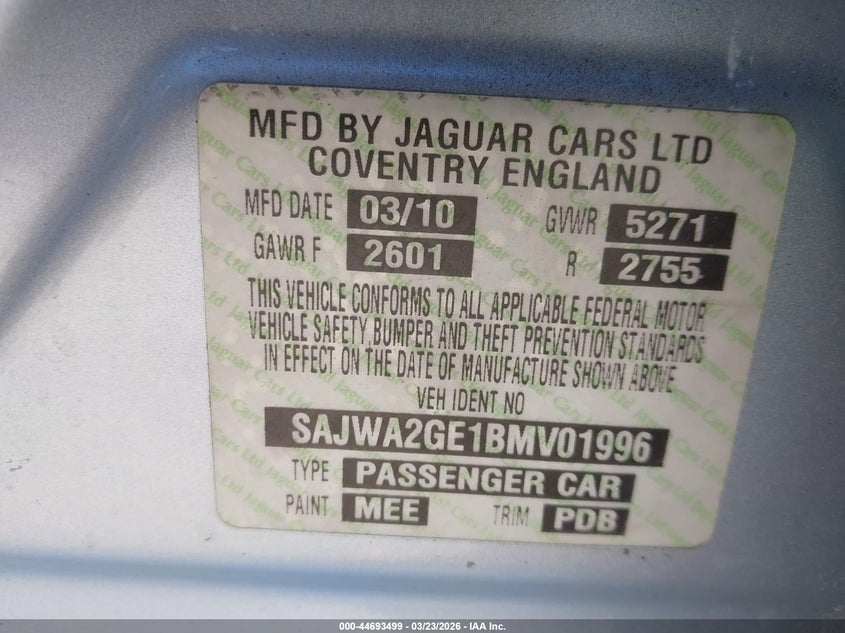 MFD BY JAGUAR CARS LTD
COVENTRY ENGLAND
MFD DATE 03/10 GVWR 5271
GAWR F 2601 R 2755
THIS VEHICLE CONFORMS TO ALL APPLICABLE FEDERAL MOTOR
VEHICLE SAFETY, BUMPER AND THEFT PREVENTION STANDARDS
IN EFFECT ON THE DATE OF MANUFACTURE SHOWN ABOVE
VEH IDENT NO
SAJWA2GE1BMV01996
TYPE PASSENGER CAR
PAINT MEE TRIM PDB
000-44693499 - 03/23/2026 - IAA Inc.